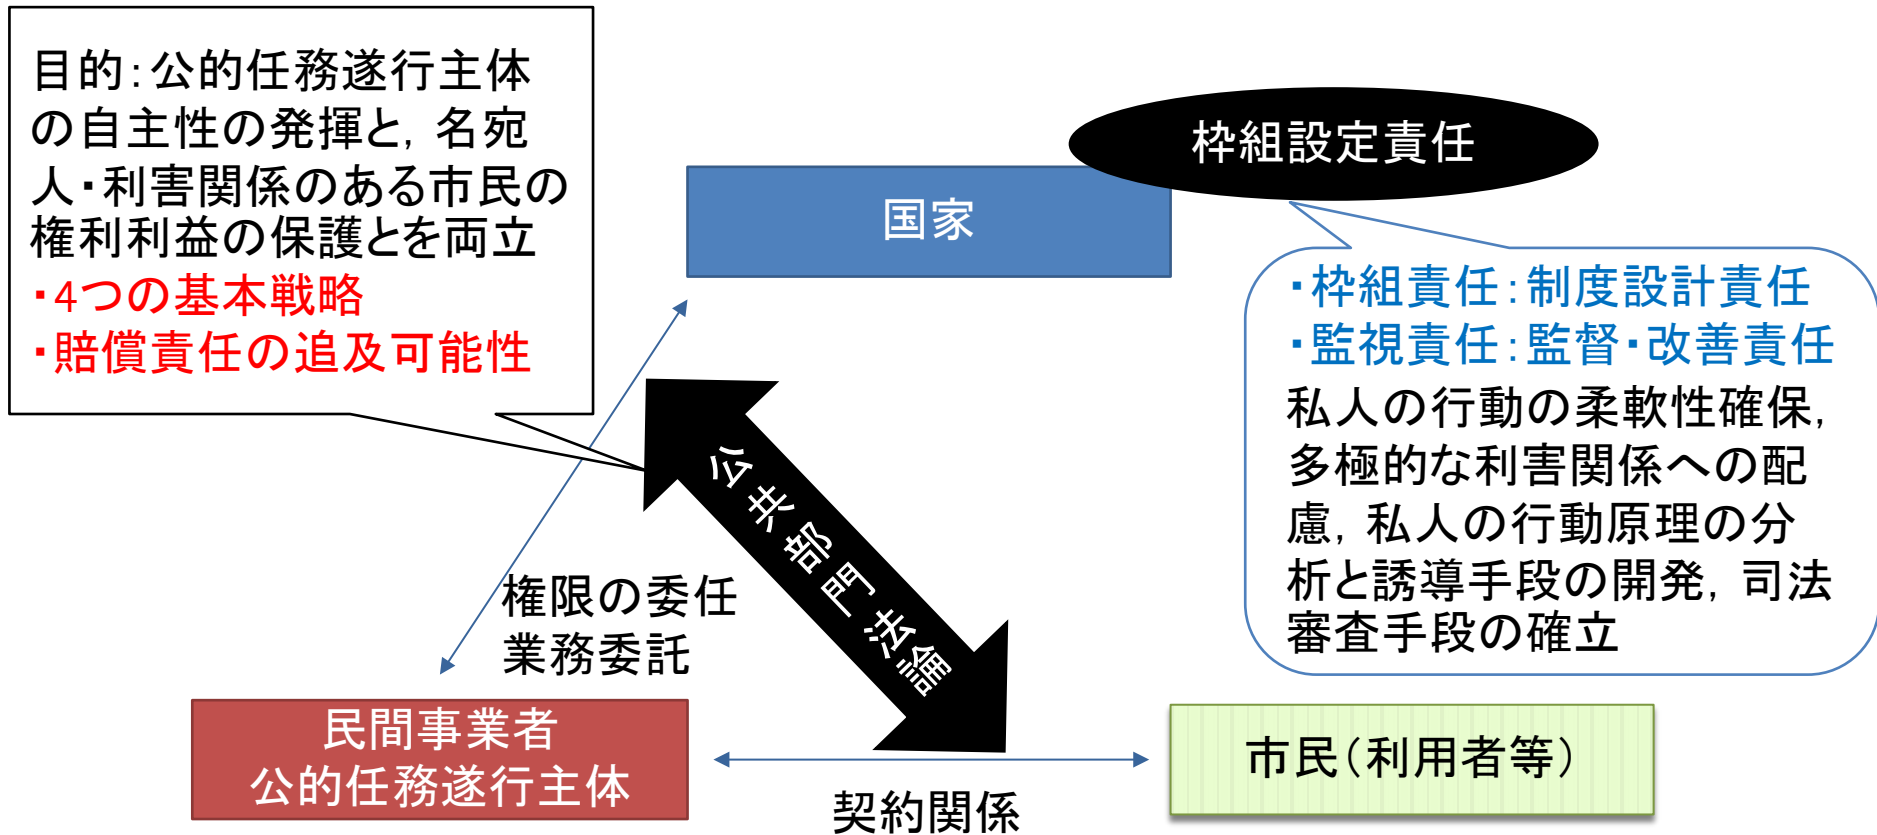 目的：公的任務遂行主体
の自主性の発揮と，名宛
人・利害関係のある市民の
権利利益の保護とを両立
・4つの基本戦略
・賠償責任の追及可能性
枠組設定責任
国家
・枠組責任：制度設計責任
・監視責任：監督・改善責任
私人の行動の柔軟性確保，
多極的な利害関係への配
慮，私人の行動原理の分
析と誘導手段の開発，司法
審査手段の確立
公共部門法論
権限の委任
業務委託
民間事業者
公的任務遂行主体
市民（利用者等）
契約関係